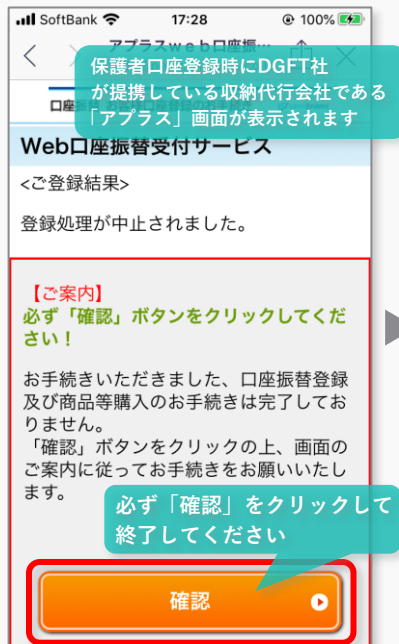 SoftBank 17:28 100%
アプラスweb口座振…
保護者口座登録時にDGFT社
が提携している収納代行会社である
「アプラス」画面が表示されます
Web口座振替受付サービス
<ご登録結果>
登録処理が中止されました。
【ご案内】
必ず「確認」ボタンをクリックしてくだ
さい！
お手続きいただきました、口座振替登録
及び商品等購入のお手続きは完了してお
りません。
「確認」ボタンをクリックの上、画面の
ご案内に従ってお手続きをお願いいたし
ます。
必ず「確認」をクリックして
終了してください
確認